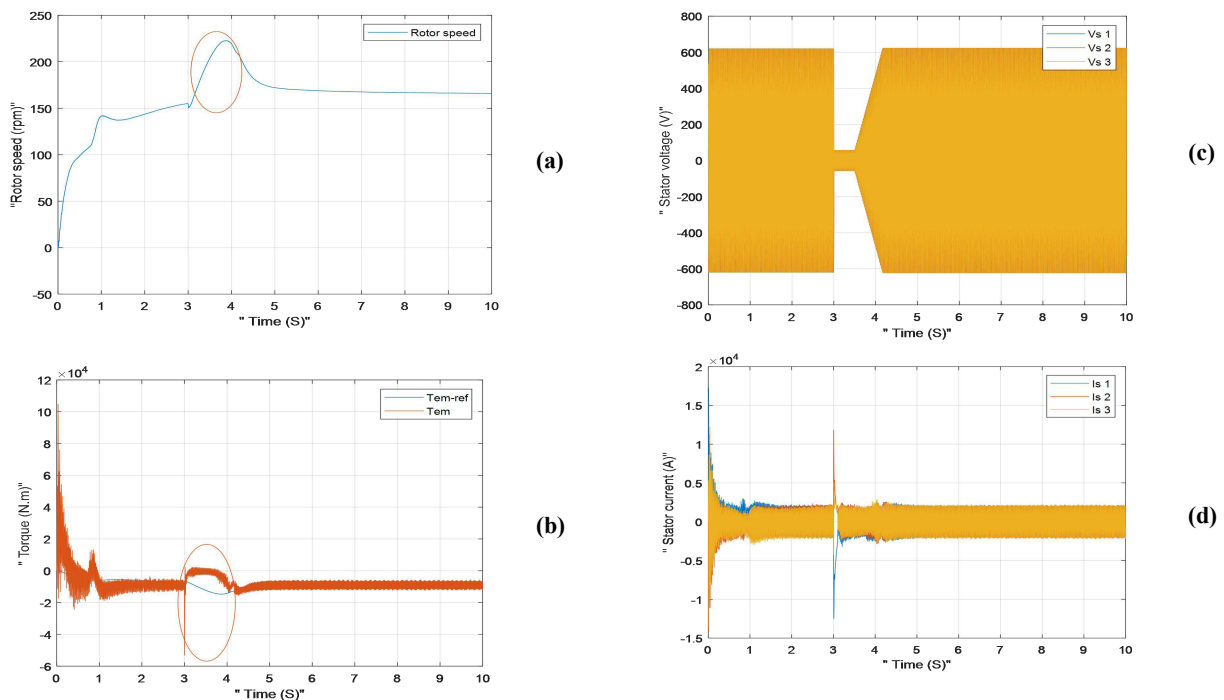 250
200
150
100
50
0
-50
"Rotor speed (rpm)"
Rotor speed
0 1 2 3 4 5 6 7 8 9 10
" Time (S)"
(a)
800
600
400
200
0
-200
-400
-600
-800
" Stator voltage (V)"
Vs 1
Vs 2
Vs 3
0 1 2 3 4 5 6 7 8 9 10
" Time (S)"
(c)
×10⁴
12
10
8
6
4
2
0
-2
-4
-6
" Torque (N.m)"
Tem-ref
Tem
0 1 2 3 4 5 6 7 8 9 10
" Time (S)"
(b)
×10⁴
2
1.5
1
0.5
0
-0.5
-1
-1.5
" Stator current (A)"
Is 1
Is 2
Is 3
0 1 2 3 4 5 6 7 8 9 10
" Time (S)"
(d)